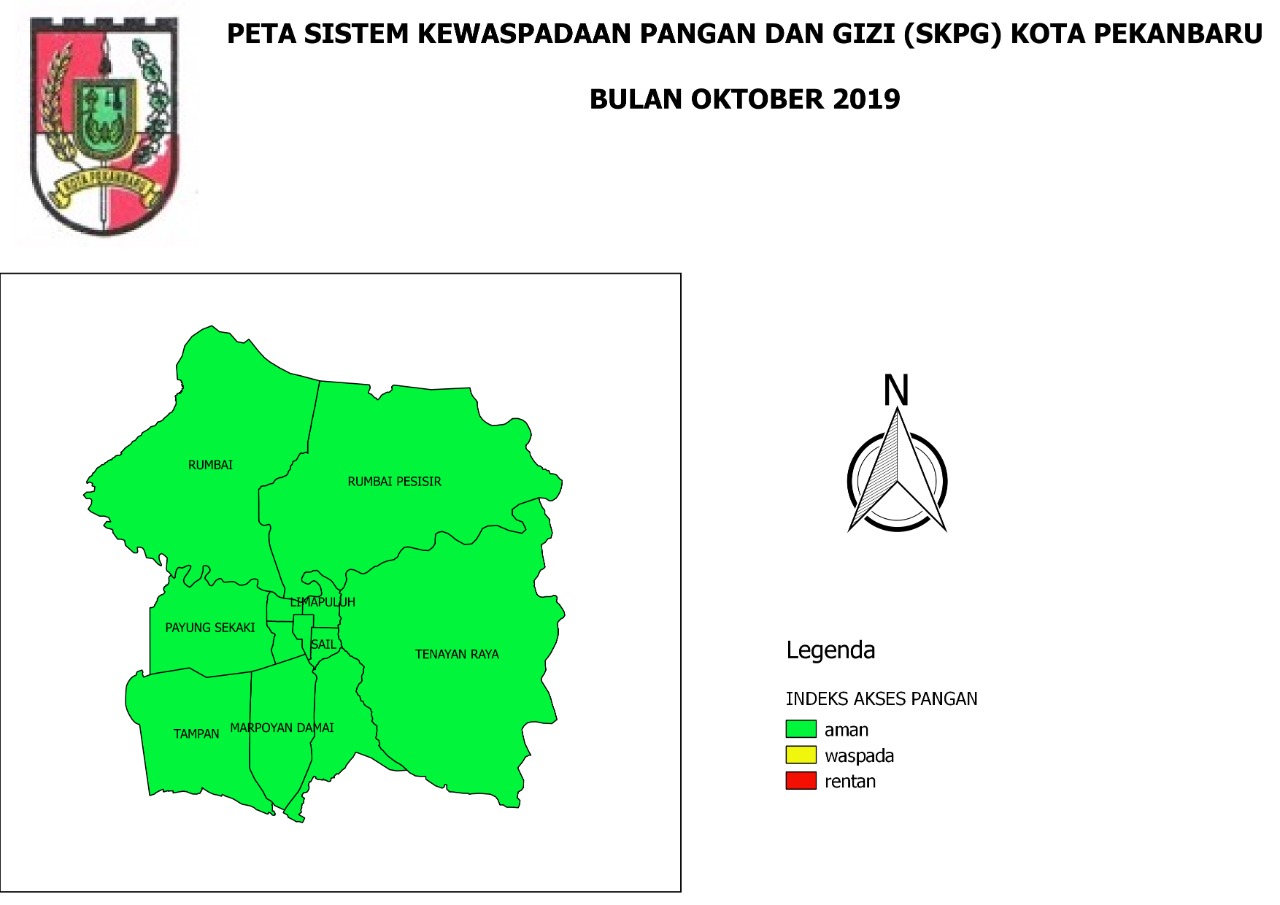 PETA SISTEM KEWASPADAAN PANGAN DAN GIZI (SKPG) KOTA PEKANBARU
BULAN OKTOBER 2019
KOTA PEKANBARU
N
RUMBAI
RUMBAI PESISIR
LIMAPULUH
PAYUNG SEKAKI
SAIL
TENAYAN RAYA
TAMPAN
MARPOYAN DAMAI
Legenda
INDEKS AKSES PANGAN
aman
waspada
rentan